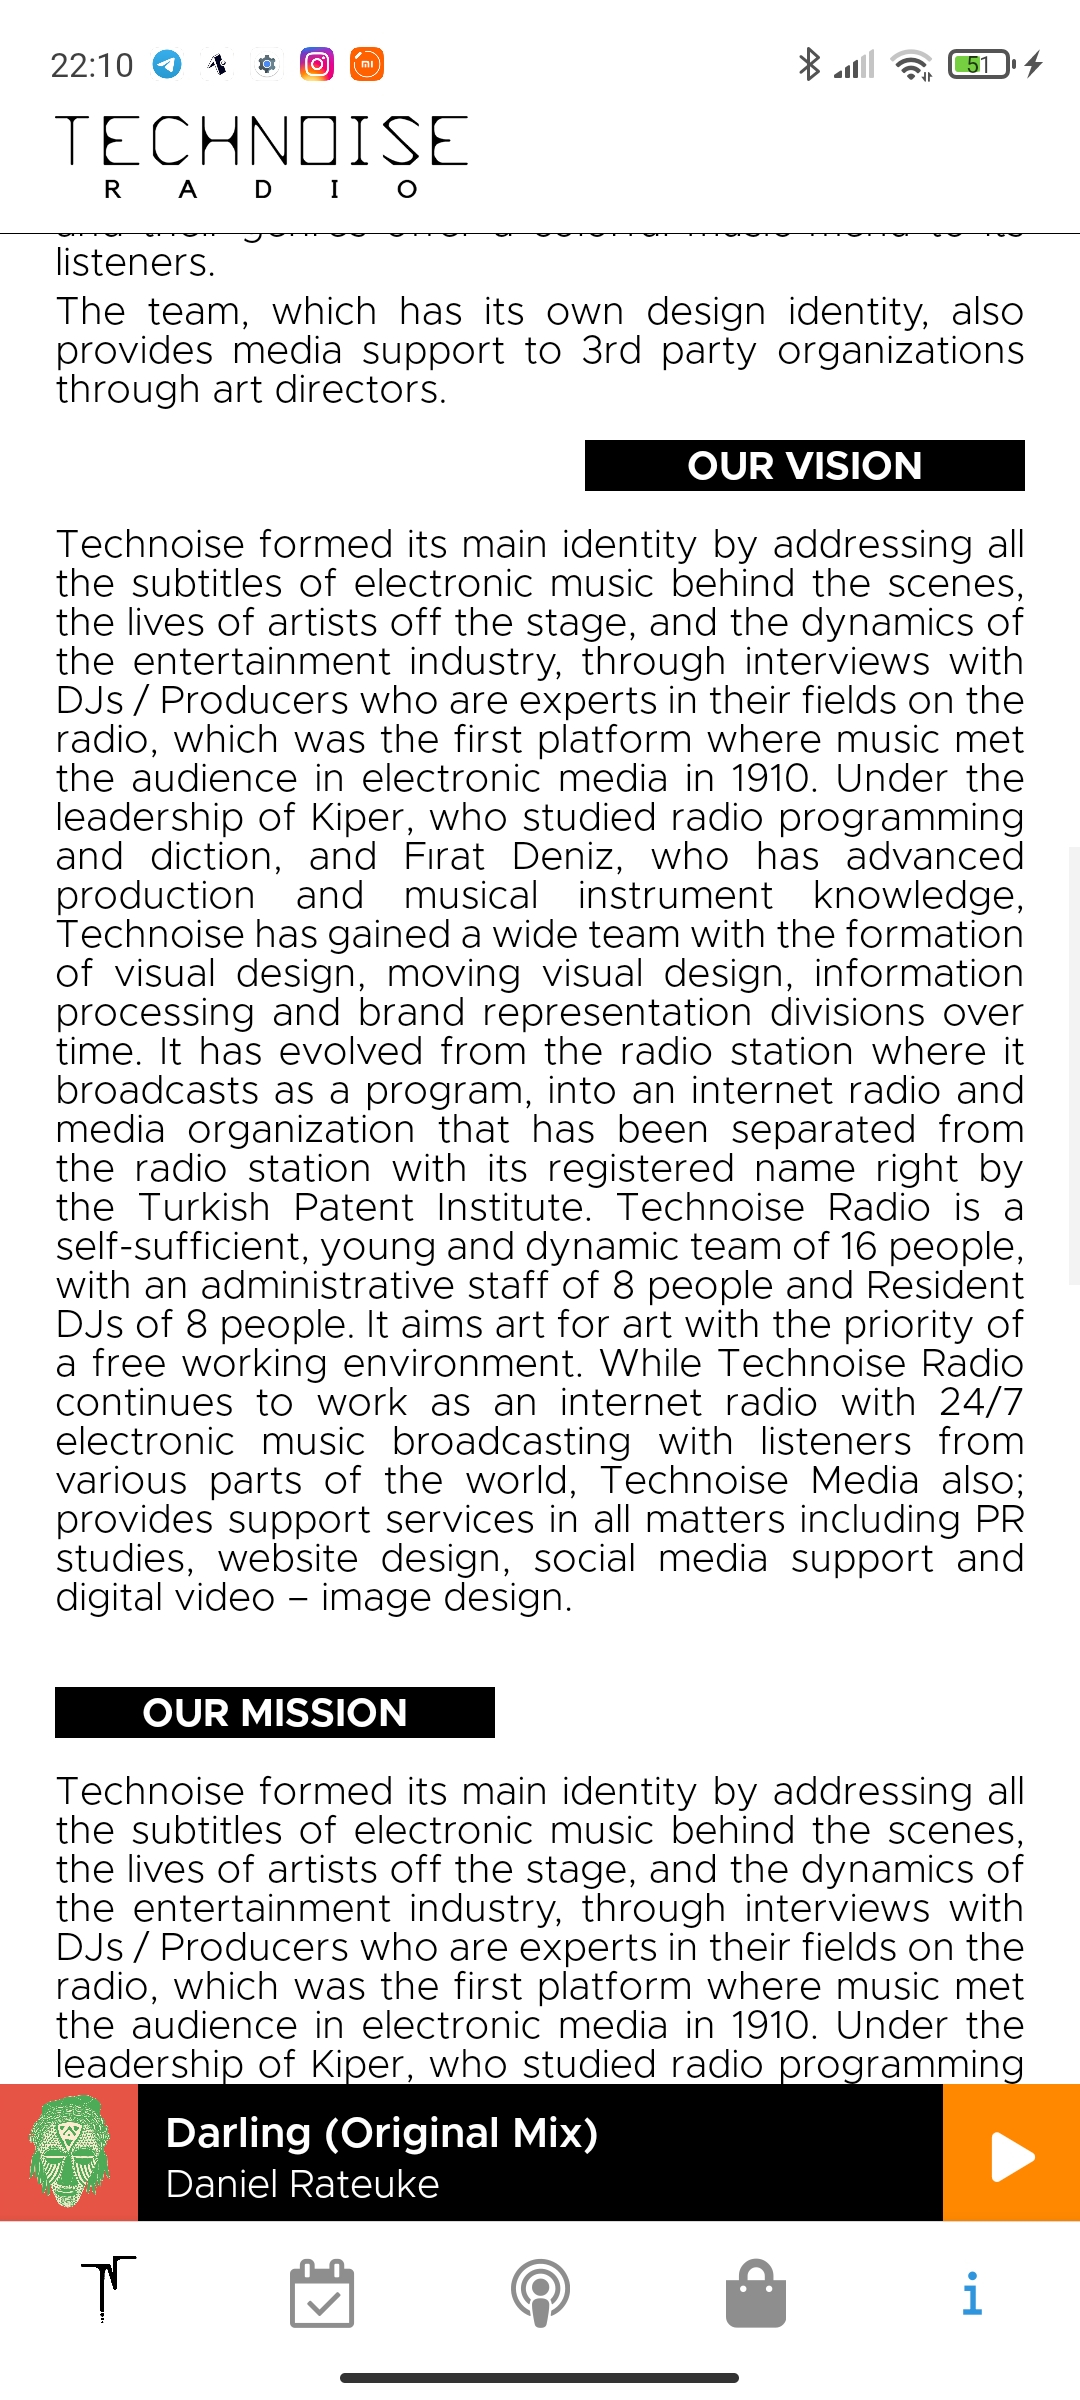 22:10
51
TECHNOISE
RADIO
and their genres offer a colorful music menu to its
listeners.
The team, which has its own design identity, also
provides media support to 3rd party organizations
through art directors.
OUR VISION
Technoise formed its main identity by addressing all
the subtitles of electronic music behind the scenes,
the lives of artists off the stage, and the dynamics of
the entertainment industry, through interviews with
DJs / Producers who are experts in their fields on the
radio, which was the first platform where music met
the audience in electronic media in 1910. Under the
leadership of Kiper, who studied radio programming
and diction, and Fırat Deniz, who has advanced
production and musical instrument knowledge,
Technoise has gained a wide team with the formation
of visual design, moving visual design, information
processing and brand representation divisions over
time. It has evolved from the radio station where it
broadcasts as a program, into an internet radio and
media organization that has been separated from
the radio station with its registered name right by
the Turkish Patent Institute. Technoise Radio is a
self-sufficient, young and dynamic team of 16 people,
with an administrative staff of 8 people and Resident
DJs of 8 people. It aims art for art with the priority of
a free working environment. While Technoise Radio
continues to work as an internet radio with 24/7
electronic music broadcasting with listeners from
various parts of the world, Technoise Media also;
provides support services in all matters including PR
studies, website design, social media support and
digital video – image design.
OUR MISSION
Technoise formed its main identity by addressing all
the subtitles of electronic music behind the scenes,
the lives of artists off the stage, and the dynamics of
the entertainment industry, through interviews with
DJs / Producers who are experts in their fields on the
radio, which was the first platform where music met
the audience in electronic media in 1910. Under the
leadership of Kiper, who studied radio programming
Darling (Original Mix)
Daniel Rateuke